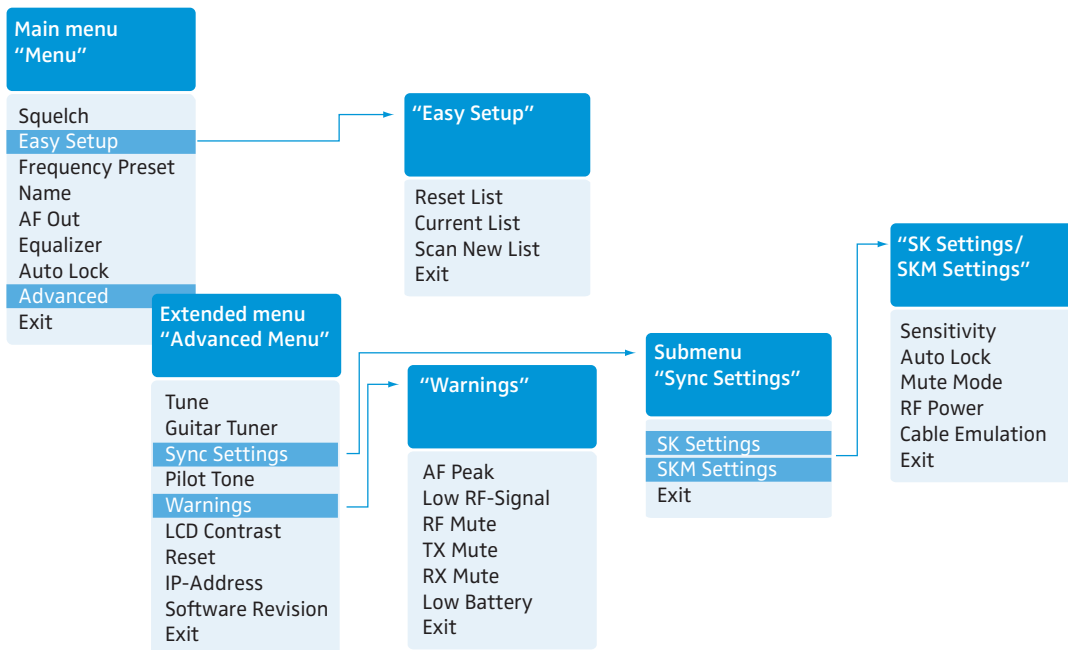 Main menu
“Menu”
Squelch
Easy Setup
Frequency Preset
Name
AF Out
Equalizer
Auto Lock
Advanced
Exit
“Easy Setup”
Reset List
Current List
Scan New List
Exit
Extended menu
“Advanced Menu”
Tune
Guitar Tuner
Sync Settings
Pilot Tone
Warnings
LCD Contrast
Reset
IP-Address
Software Revision
Exit
“Warnings”
AF Peak
Low RF-Signal
RF Mute
TX Mute
RX Mute
Low Battery
Exit
Submenu
“Sync Settings”
SK Settings
SKM Settings
Exit
“SK Settings/
SKM Settings”
Sensitivity
Auto Lock
Mute Mode
RF Power
Cable Emulation
Exit